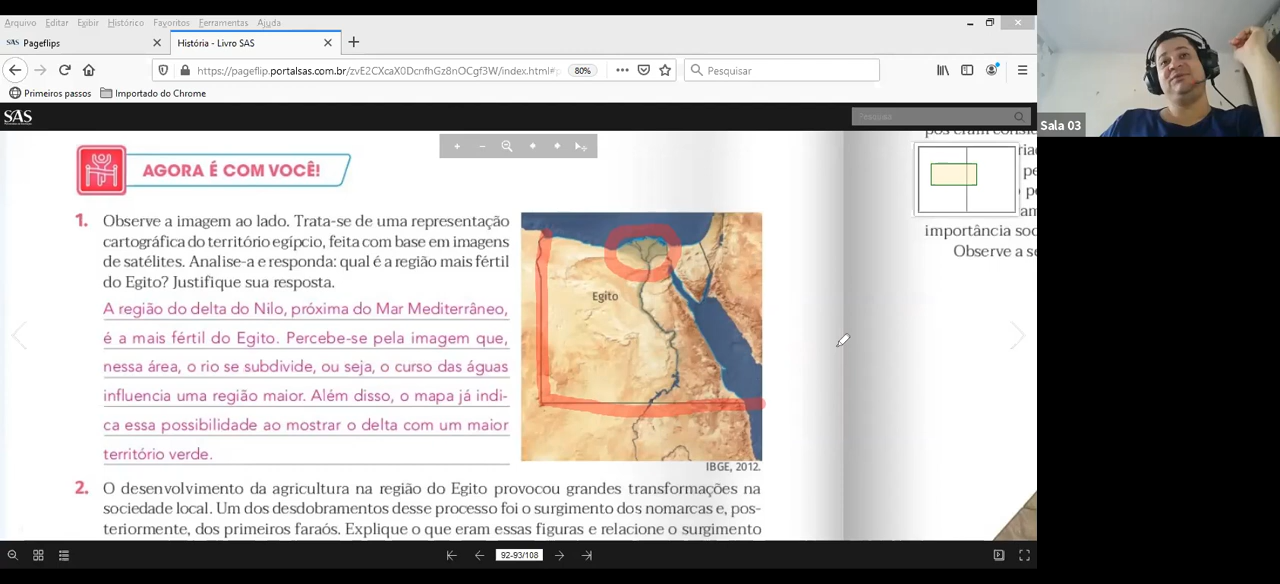 Arquivo Editar Exibir Histórico Favoritos Ferramentas Ajuda
SAS Pageflips
História - Livro SAS
https://pageflip.portalsas.com.br/zvE2CXcaX0DcnfhGz8nOCgf3W/index.html#p
80%
Pesquisar
Primeiros passos Importado do Chrome
SAS
Pesquisa
Sala 03
AGORA É COM VOCÊ!
1. Observe a imagem ao lado. Trata-se de uma representação
cartográfica do território egípcio, feita com base em imagens
de satélites. Analise-a e responda: qual é a região mais fértil
do Egito? Justifique sua resposta.
A região do delta do Nilo, próxima do Mar Mediterrâneo,
é a mais fértil do Egito. Percebe-se pela imagem que,
nessa área, o rio se subdivide, ou seja, o curso das águas
influencia uma região maior. Além disso, o mapa já indi-
ca essa possibilidade ao mostrar o delta com um maior
território verde.
Egito
IBGE, 2012.
2. O desenvolvimento da agricultura na região do Egito provocou grandes transformações na
sociedade local. Um dos desdobramentos desse processo foi o surgimento dos nomarcas e, pos-
teriormente, dos primeiros faraós. Explique o que eram essas figuras e relacione o surgimento
importância soc
Observe a se
92-93/108